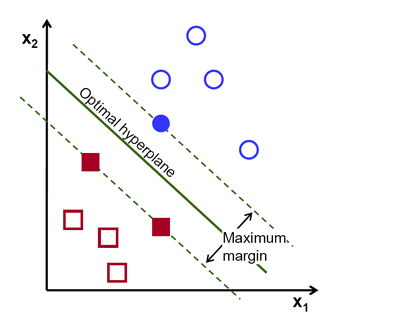 x2
Optimal hyperplane
Maximum
margin
x1